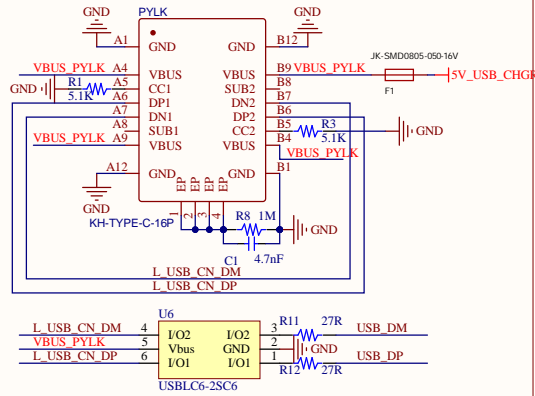 PYLK
GND
GND
A1
GND
GND
B12
JK-SMD0805-050-16V
VBUS_PYLK
A4
VBUS
VBUS
B9
VBUS_PYLK
5V_USB_CHGR
F1
GND
R1
5.1K
A5
CC1
SUB2
B8
A6
DP1
DN2
B7
A7
DN1
DP2
B6
A8
SUB1
CC2
B5
R3
5.1K
GND
VBUS_PYLK
A9
VBUS
VBUS
B4
VBUS_PYLK
A12
GND
GND
B1
GND
EP
EP
EP
EP
1
2
3
4
KH-TYPE-C-16P
R8
1M
GND
C1
4.7nF
L_USB_CN_DM
L_USB_CN_DP
U6
L_USB_CN_DM
4
I/O2
I/O2
3
R11
27R
USB_DM
VBUS_PYLK
5
Vbus
GND
2
GND
L_USB_CN_DP
6
I/O1
I/O1
1
R12
27R
USB_DP
USBLC6-2SC6